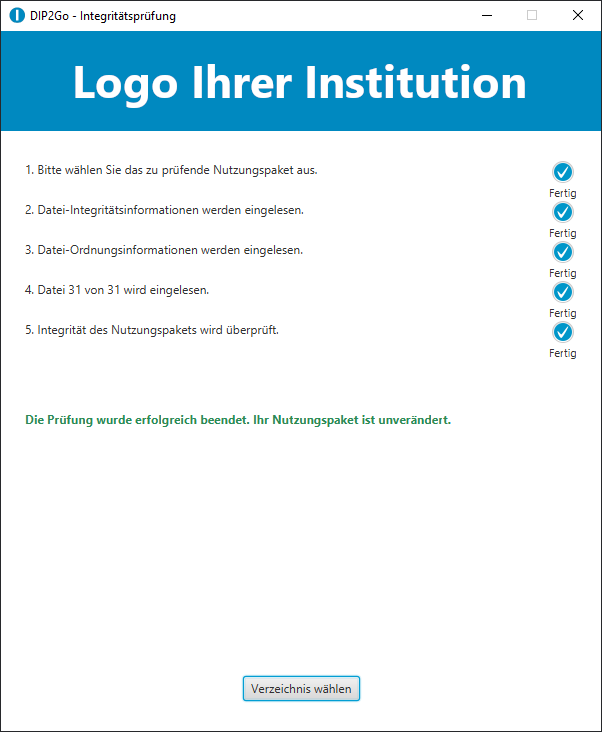 DIP2Go - Integritätsprüfung
Logo Ihrer Institution
1. Bitte wählen Sie das zu prüfende Nutzungspaket aus.
Fertig
2. Datei-Integritätsinformationen werden eingelesen.
Fertig
3. Datei-Ordnungsinformationen werden eingelesen.
Fertig
4. Datei 31 von 31 wird eingelesen.
Fertig
5. Integrität des Nutzungspakets wird überprüft.
Fertig
Die Prüfung wurde erfolgreich beendet. Ihr Nutzungspaket ist unverändert.
Verzeichnis wählen